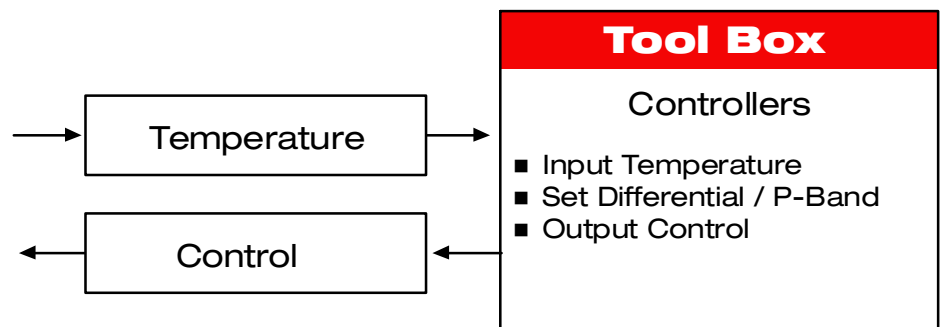 Tool Box
Controllers
Temperature
■ Input Temperature
■ Set Differential / P-Band
■ Output Control
Control